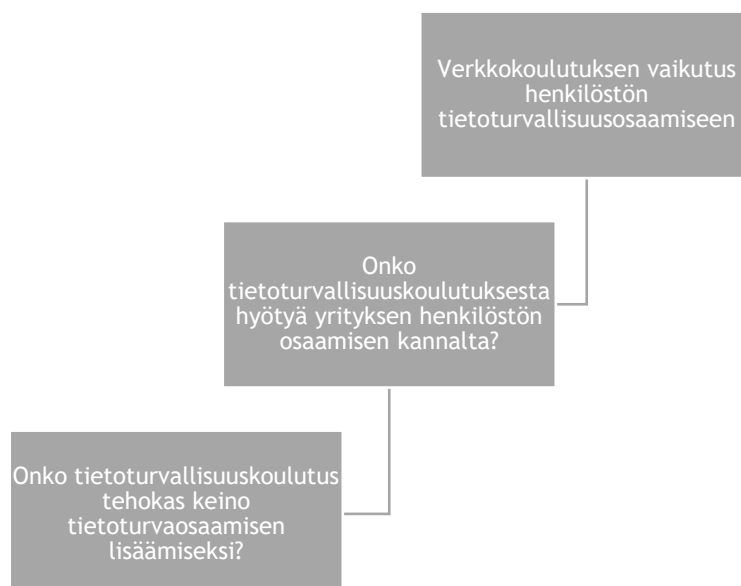 Verkkokoulutuksen vaikutus
henkilöstön
tietoturvallisuusosaamiseen
Onko
tietoturvallisuuskoulutuksesta
hyötyä yrityksen henkilöstön
osaamisen kannalta?
Onko tietoturvallisuuskoulutus
tehokas keino
tietoturvaosaamisen
lisäämiseksi?